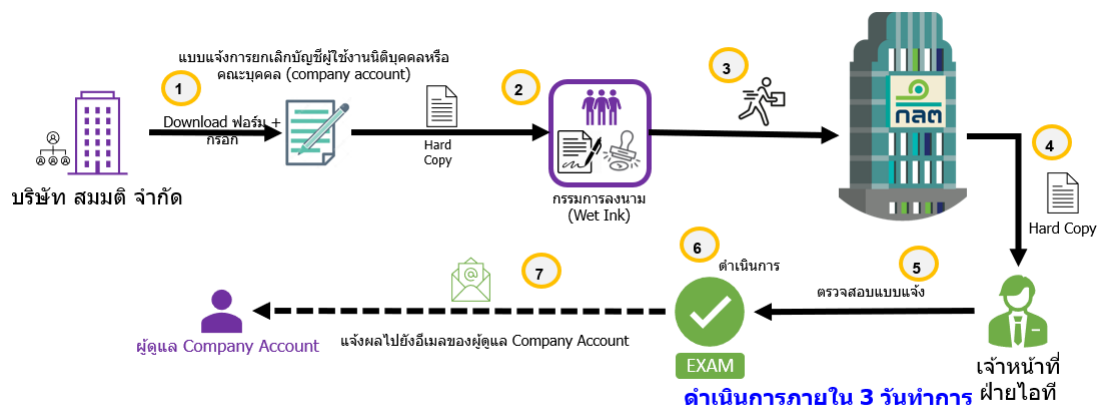 แบบแจ้งการยกเลิกบัญชีผู้ใช้งานนิติบุคคลหรือ
คณะบุคคล (company account)
1
Download ฟอร์ม +
กรอก
บริษัท สมมติ จำกัด
Hard
Copy
2
กรรมการลงนาม
(Wet Ink)
3
กลต
4
Hard Copy
เจ้าหน้าที่
ฝ่ายไอที
5
ตรวจสอบแบบแจ้ง
6
ดำเนินการ
EXAM
ดำเนินการภายใน 3 วันทำการ
7
@
แจ้งผลไปยังอีเมลของผู้ดูแล Company Account
ผู้ดูแล Company Account